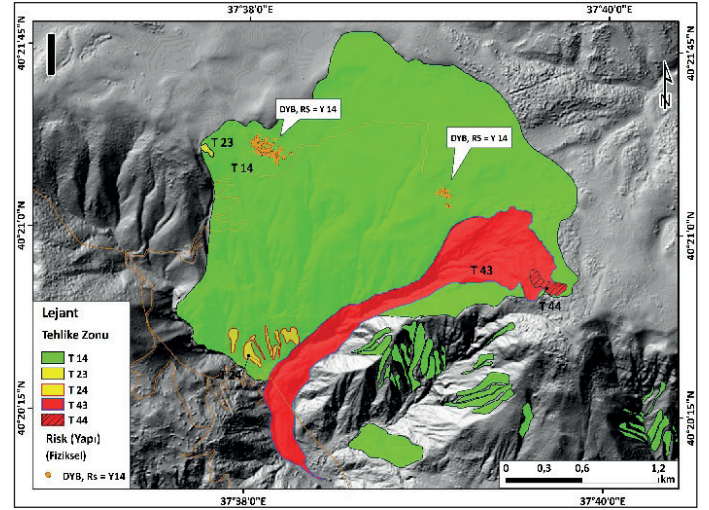 37°38'0"E
37°40'0"E
40°21'45"N
40°21'45"N
DYB, RS = Y 14
DYB, RS = Y 14
T 23
T 14
40°21'0"N
40°21'0"N
T 43
T 44
Lejant
Tehlike Zonu
T 14
T 23
T 24
T 43
T 44
Risk (Yapı)
(Fiziksel)
DYB, Rs = Y14
40°20'15"N
40°20'15"N
0 0,3 0,6 1,2
km
37°38'0"E
37°40'0"E